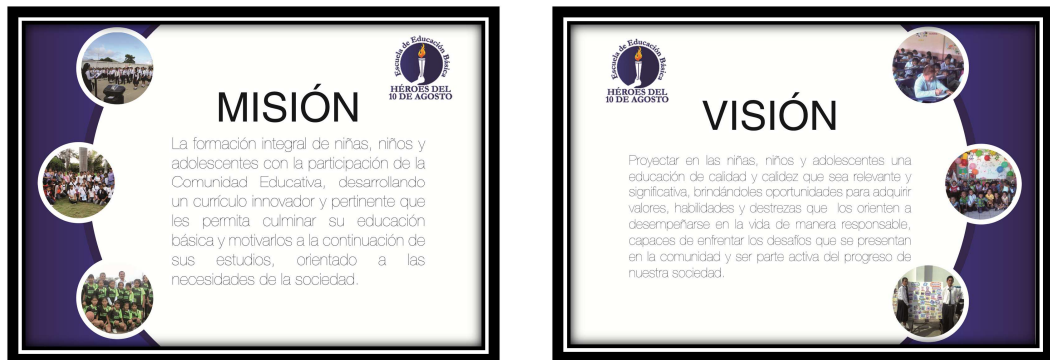 Escuela de Educación Básica
HÉROES DEL
10 DE AGOSTO
MISIÓN
La formación integral de niñas, niños y
adolescentes con la participación de la
Comunidad Educativa, desarrollando
un currículo innovador y pertinente que
les permita culminar su educación
básica y motivarlos a la continuación de
sus estudios, orientado a las
necesidades de la sociedad.
Escuela de Educación Básica
HÉROES DEL
10 DE AGOSTO
VISIÓN
Proyectar en las niñas, niños y adolescentes una
educación de calidad y calidez que sea relevante y
significativa, brindándoles oportunidades para adquirir
valores, habilidades y destrezas que los orienten a
desempeñarse en la vida de manera responsable,
capaces de enfrentar los desafíos que se presentan
en la comunidad y ser parte activa del progreso de
nuestra sociedad.